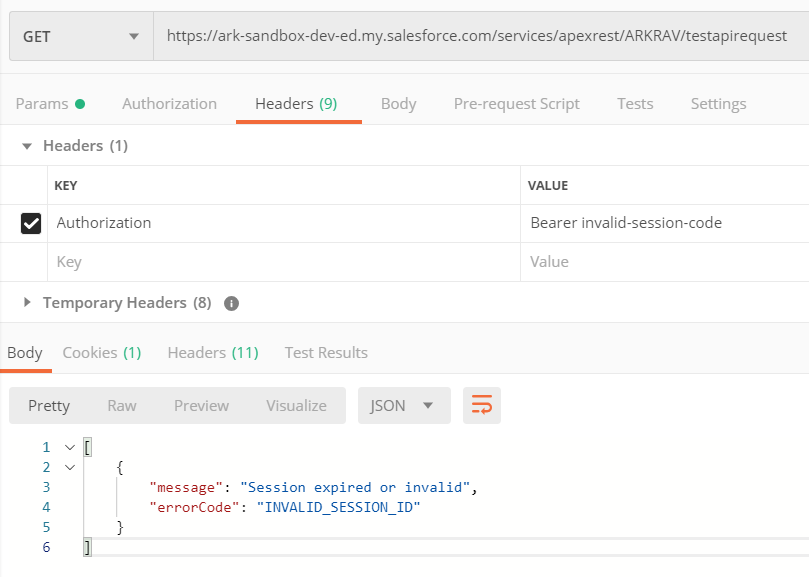 GET https://ark-sandbox-dev-ed.my.salesforce.com/services/apexrest/ARKRAV/testapirequest
Params Authorization Headers (9) Body Pre-request Script Tests Settings
Headers (1)
KEY VALUE
Authorization Bearer invalid-session-code
Key Value
Temporary Headers (8) i
Body Cookies (1) Headers (11) Test Results
Pretty Raw Preview Visualize JSON
1 [
2 {
3 "message": "Session expired or invalid",
4 "errorCode": "INVALID_SESSION_ID"
5 }
6 ]